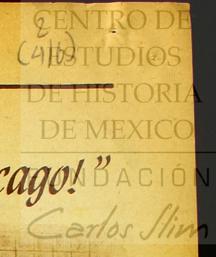 CENTRO DE
ESTUDIOS
DE HISTORIA
DE MEXICO
cago!"
FUNDACIÓN
Carlos Slim